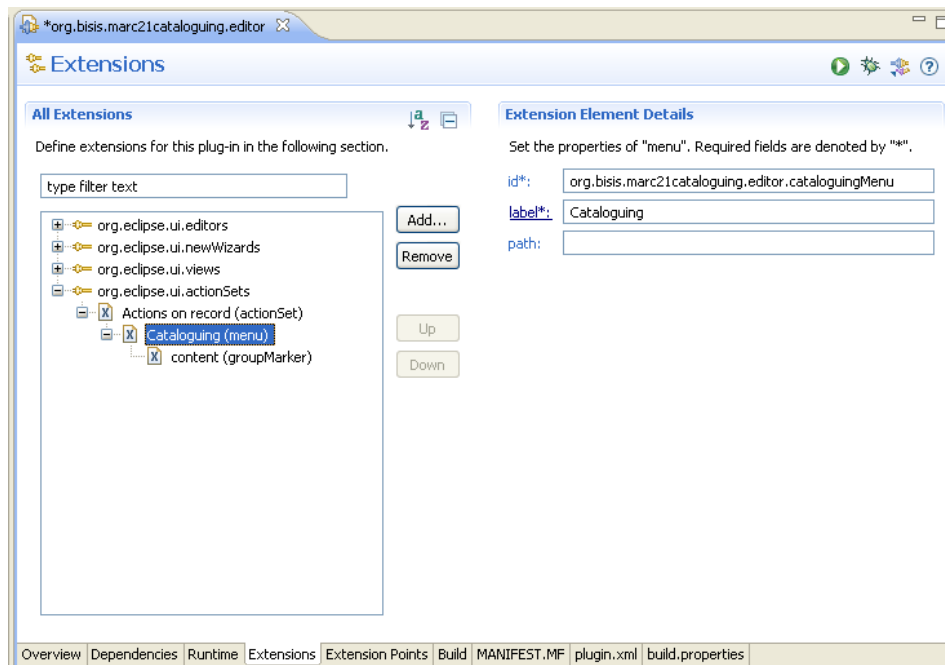 *org.bisis.marc21cataloguing.editor
Extensions
All Extensions
Define extensions for this plug-in in the following section.
type filter text
org.eclipse.ui.editors
org.eclipse.ui.newWizards
org.eclipse.ui.views
org.eclipse.ui.actionSets
Actions on record (actionSet)
Cataloguing (menu)
content (groupMarker)
Add...
Remove
Up
Down
Extension Element Details
Set the properties of "menu". Required fields are denoted by "*".
id*: org.bisis.marc21cataloguing.editor.cataloguingMenu
label*: Cataloguing
path:
Overview Dependencies Runtime Extensions Extension Points Build MANIFEST.MF plugin.xml build.properties